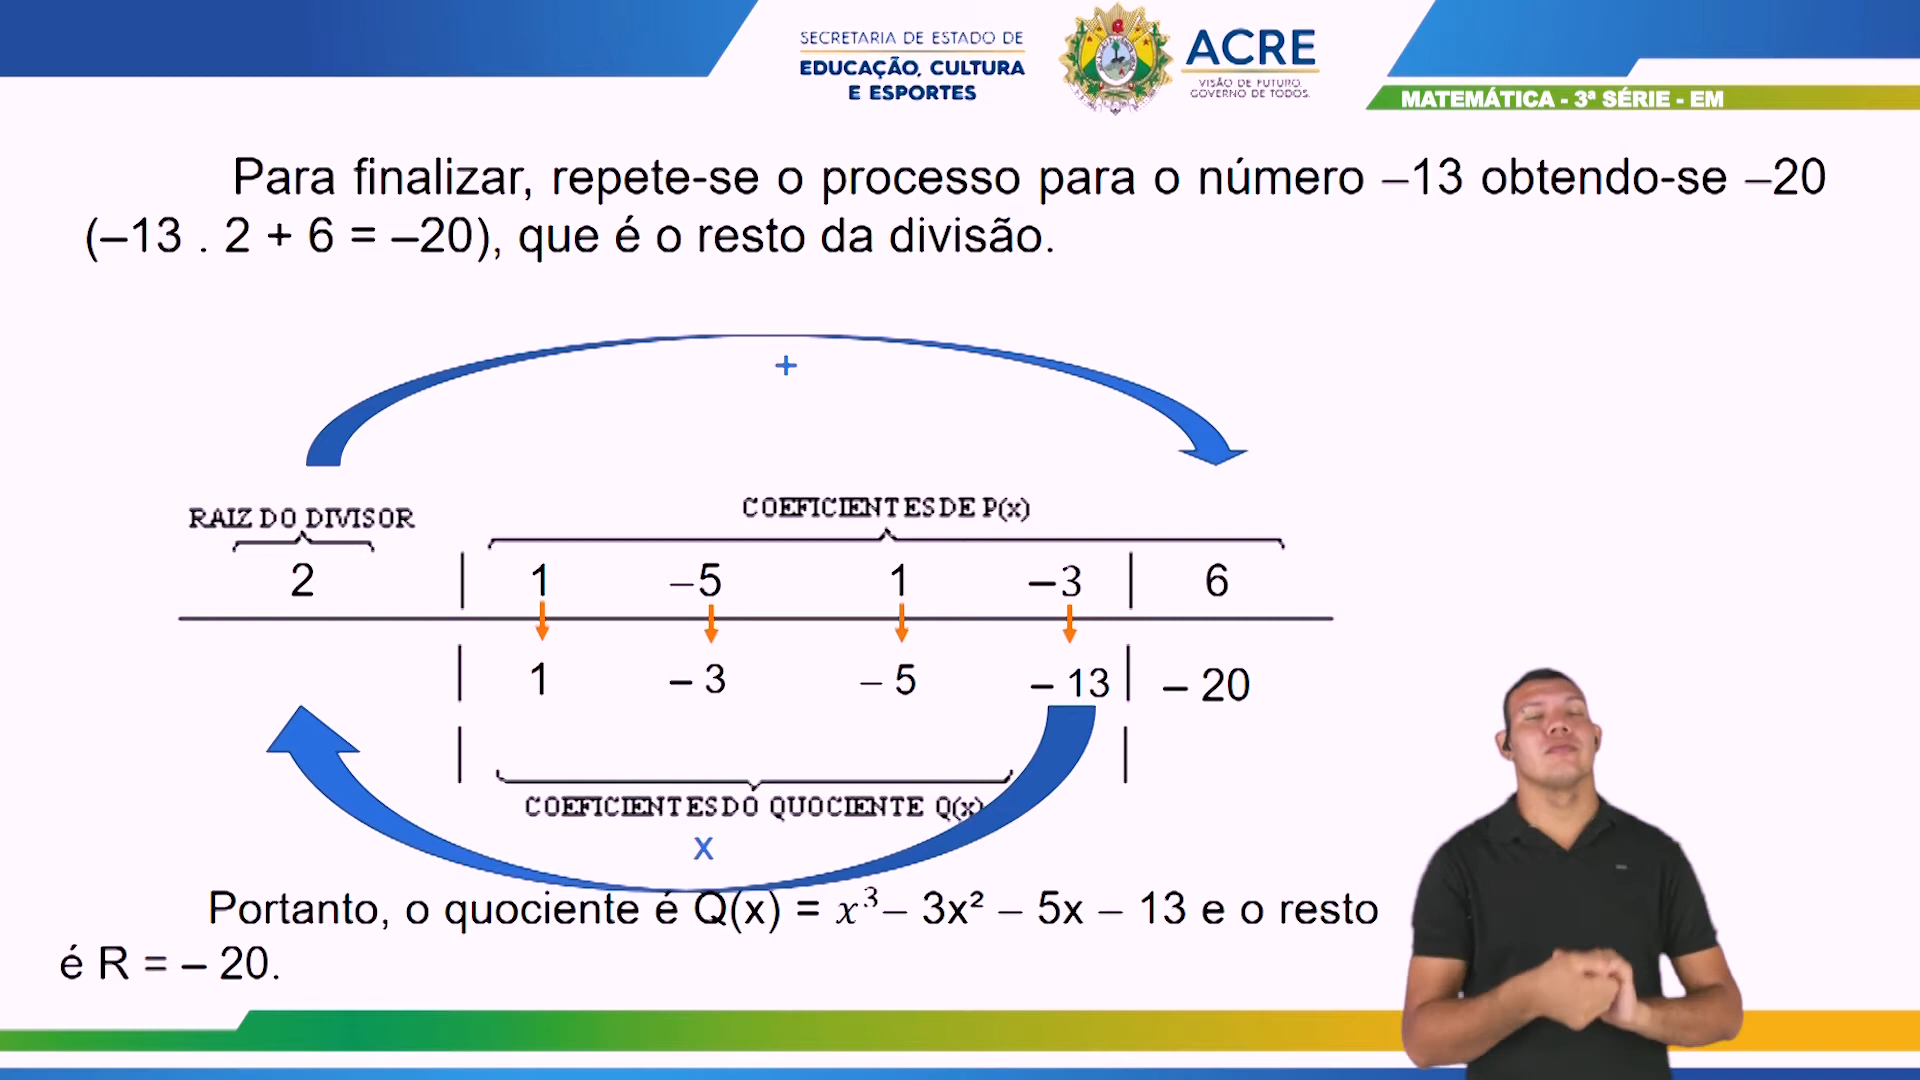 SECRETARIA DE ESTADO DE
EDUCAÇÃO, CULTURA
E ESPORTES
ACRE
VISÃO DE FUTURO.
GOVERNO DE TODOS.
MATEMÁTICA - 3ª SÉRIE - EM
Para finalizar, repete-se o processo para o número –13 obtendo-se –20
(–13 . 2 + 6 = –20), que é o resto da divisão.
+
RAIZ DO DIVISOR
COEFICIENTES DE P(x)
2 | 1 –5 1 –3 | 6
| 1 – 3 – 5 – 13 | – 20
| |
COEFICIENTES DO QUOCIENTE Q(x)
x
Portanto, o quociente é Q(x) = x³– 3x² – 5x – 13 e o resto
é R = – 20.